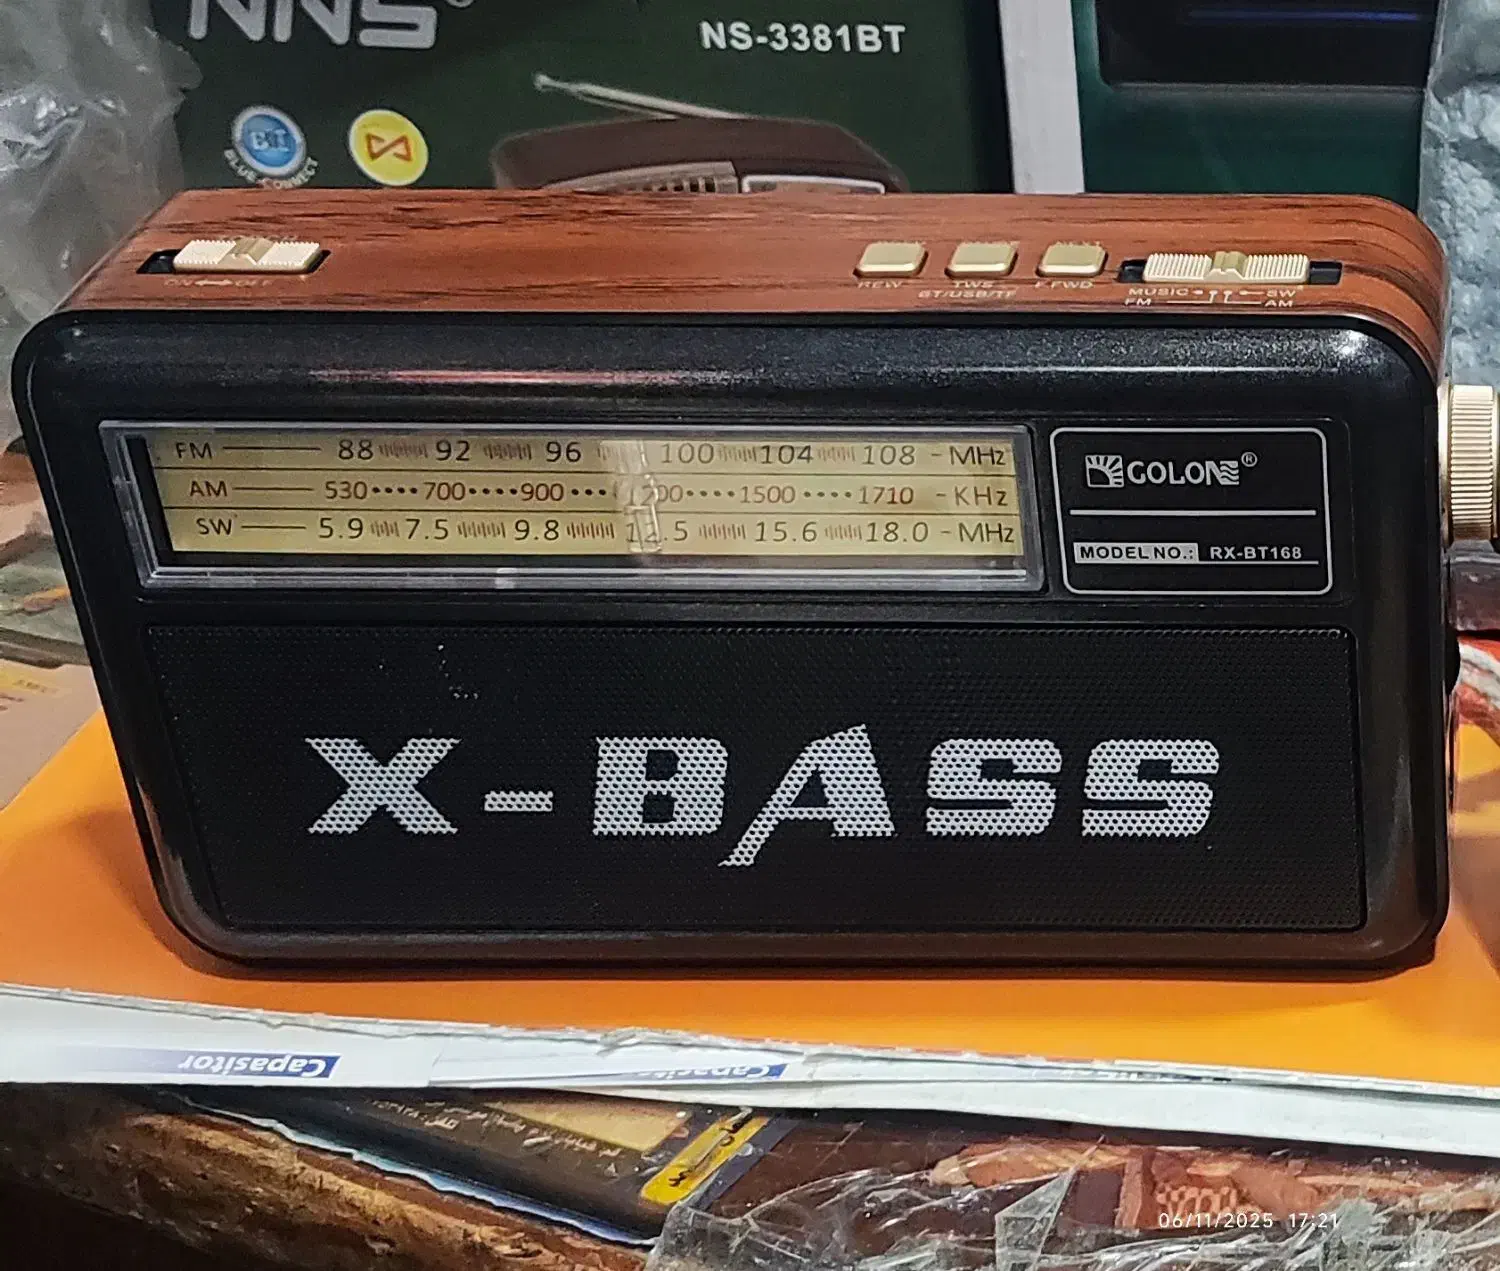 NNS
NS-3381BT
BT
BLUE CONNECT
ON OFF
REW TWS F.FWD
BT/USB/TF
MUSIC SW
FM AM
FM 88 92 96 100 104 108 - MHz
AM 530 700 900 1200 1500 1710 - KHz
SW 5.9 7.5 9.8 12.5 15.6 18.0 - MHz
GOLON®
MODEL NO.: RX-BT168
X-BASS
Capasitor
06/11/2025 17:21